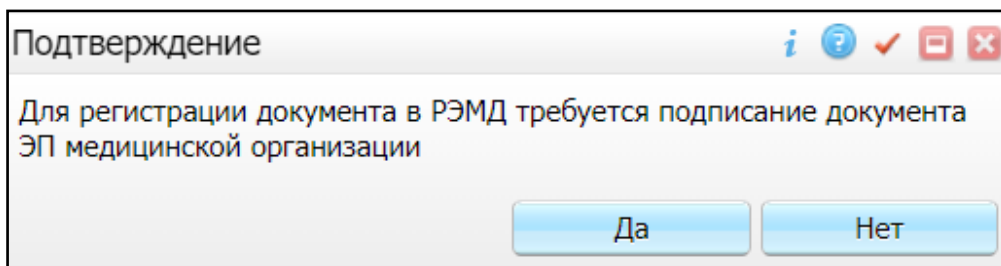 Подтверждение
Для регистрации документа в РЭМД требуется подписание документа
ЭП медицинской организации
Да Нет